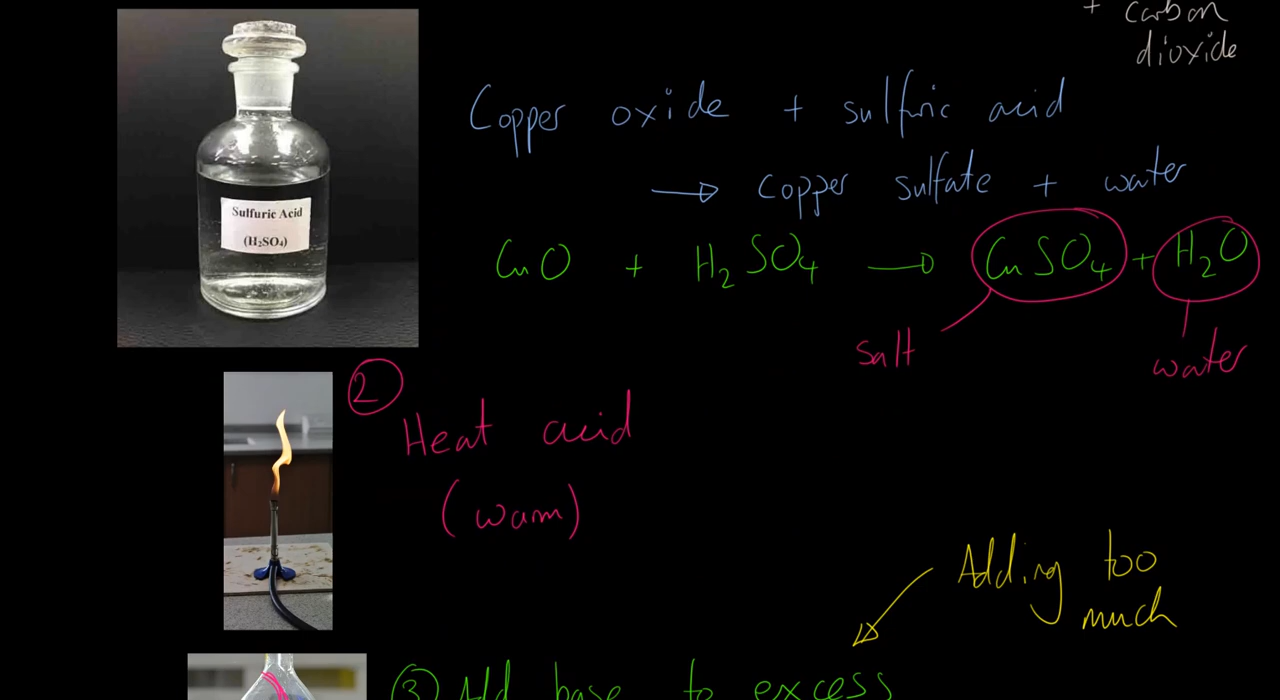 + carbon
dioxide
Copper oxide + sulfuric acid
→ Copper sulfate + water
Sulfuric Acid
(H₂SO₄)
CuO + H₂SO₄ → CuSO₄ + H₂O
salt
water
2
Heat acid
(warm)
Adding too
much
3 Add base to excess